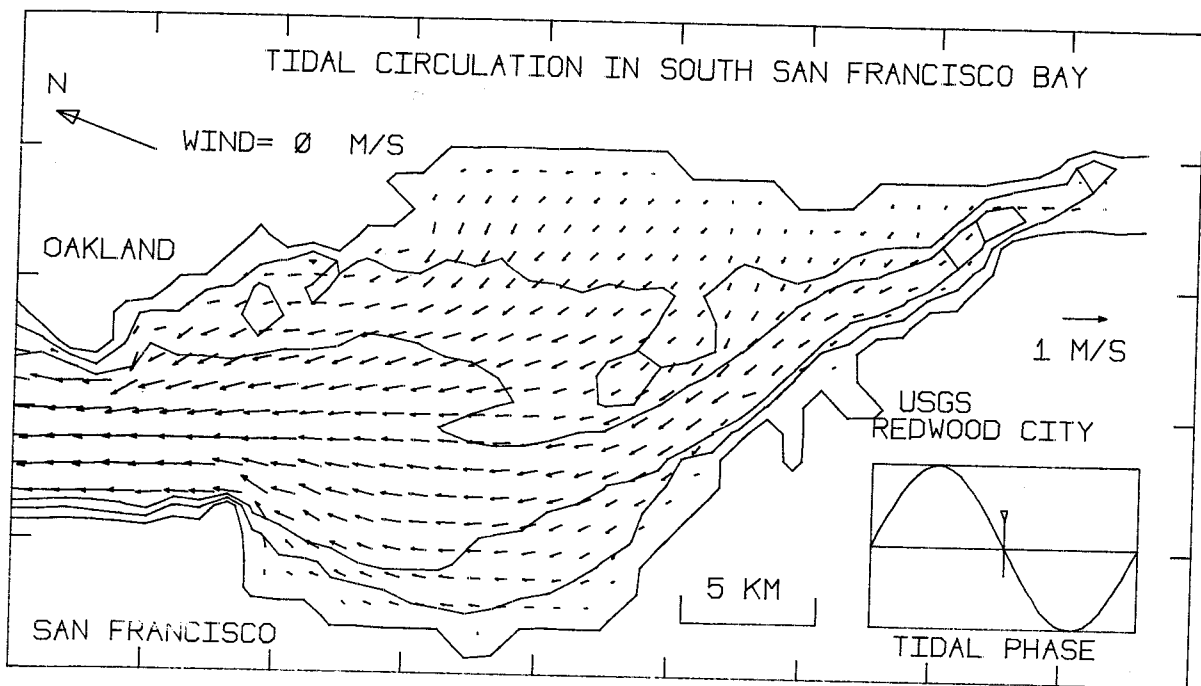 TIDAL CIRCULATION IN SOUTH SAN FRANCISCO BAY
N
WIND= Ø M/S
OAKLAND
1 M/S
USGS
REDWOOD CITY
5 KM
SAN FRANCISCO
TIDAL PHASE